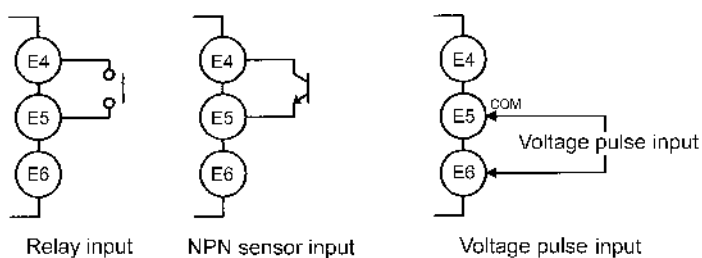 E4
E5
E6
Relay input
E4
E5
E6
NPN sensor input
E4
E5
COM
Voltage pulse input
E6
Voltage pulse input